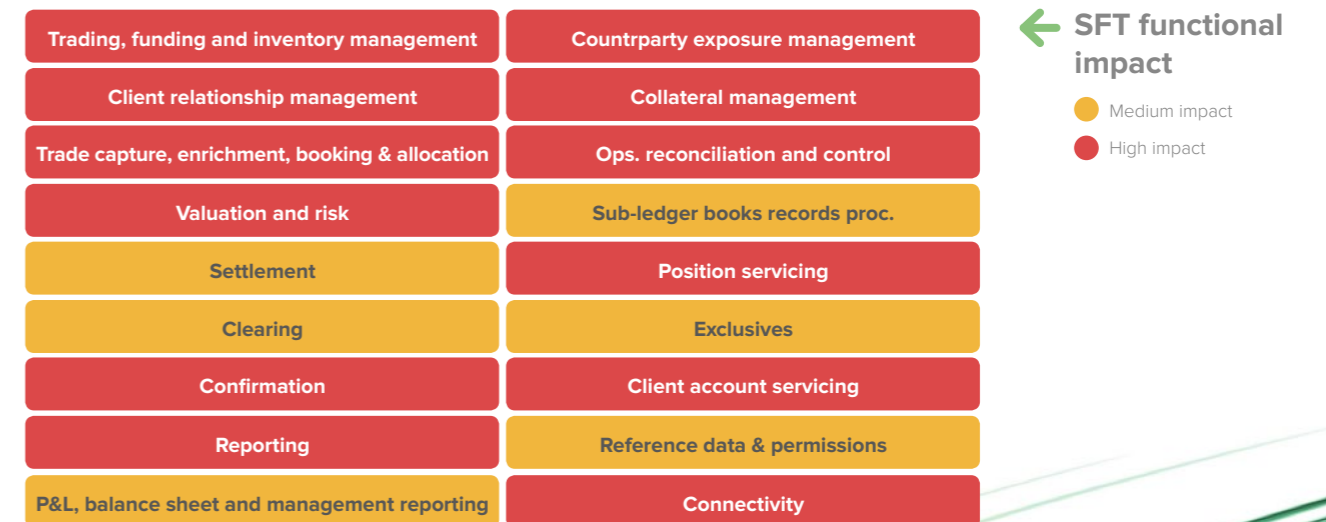 Trading, funding and inventory management
Countrparty exposure management
Client relationship management
Collateral management
Trade capture, enrichment, booking & allocation
Ops. reconciliation and control
Valuation and risk
Sub-ledger books records proc.
Settlement
Position servicing
Clearing
Exclusives
Confirmation
Client account servicing
Reporting
Reference data & permissions
P&L, balance sheet and management reporting
Connectivity
SFT functional
impact
Medium impact
High impact